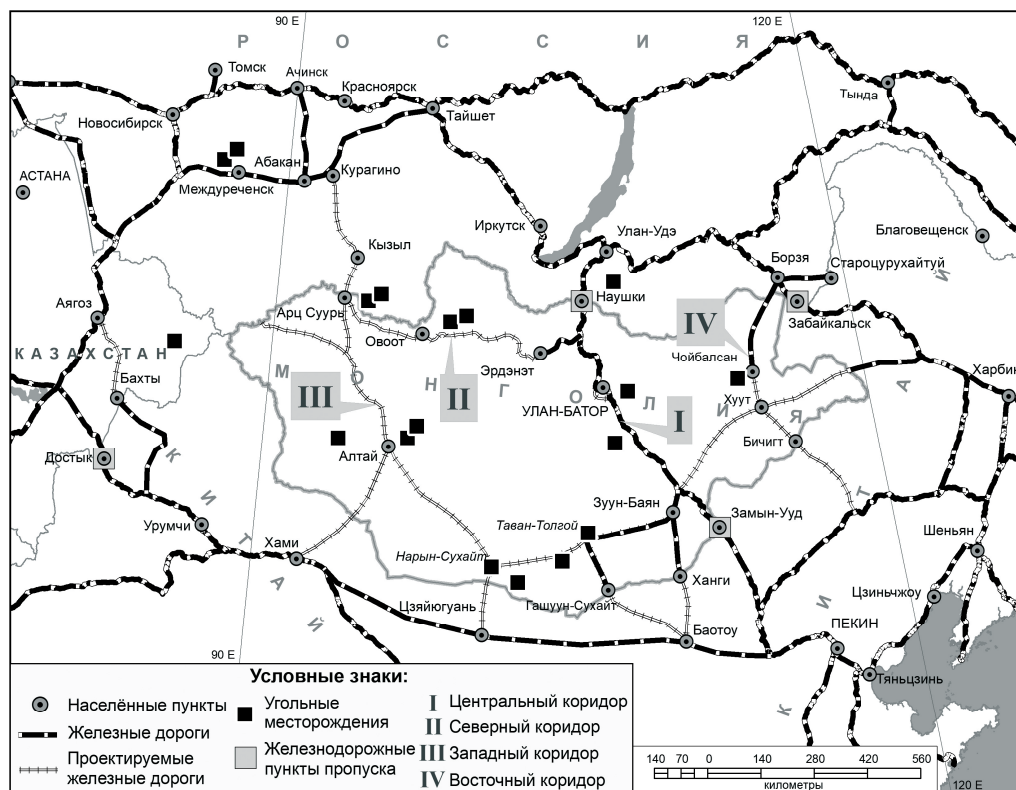 90 E
120 E
Р О С С И Я
Томск
Ачинск
Красноярск
Тайшет
Тында
Новосибирск
Абакан
Курагино
Междуреченск
АСТАНА
Иркутск
Улан-Удэ
Благовещенск
Кызыл
Борзя
Староцурухайтуй
Аягоз
Арц Суурь
Наушки
Забайкальск
IV
Овоот
Чойбалсан
КАЗАХСТАН
Бахты
Эрдэнэт
Харбин
М О Н Г О Л И Я
III
II
I
УЛАН-БАТОР
Хуут
Бичигт
Алтай
Достык
К И Т А Й
К И Т А Й
Зуун-Баян
Замын-Ууд
Урумчи
Таван-Толгой
Шеньян
Хами
Нарын-Сухайт
Ханги
Гашуун-Сухайт
Цзиньчжоу
Цзяйюгуань
Баотоу
ПЕКИН
Тяньцзинь
90 E
Условные знаки:
Населённые пункты
Железные дороги
Проектируемые
железные дороги
Угольные
месторождения
Железнодорожные
пункты пропуска
I Центральный коридор
II Северный коридор
III Западный коридор
IV Восточный коридор
140 70 0 140 280 420 560
километры
120 E